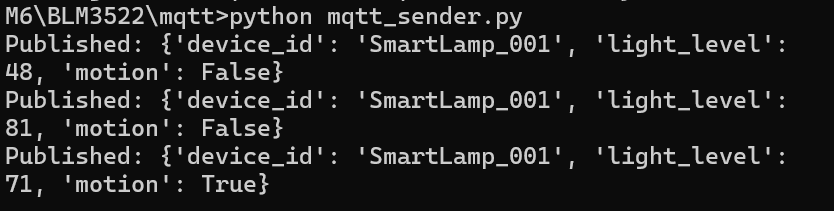 M6\BLM3522\mqtt>python mqtt_sender.py
Published: {'device_id': 'SmartLamp_001', 'light_level':
48, 'motion': False}
Published: {'device_id': 'SmartLamp_001', 'light_level':
81, 'motion': False}
Published: {'device_id': 'SmartLamp_001', 'light_level':
71, 'motion': True}